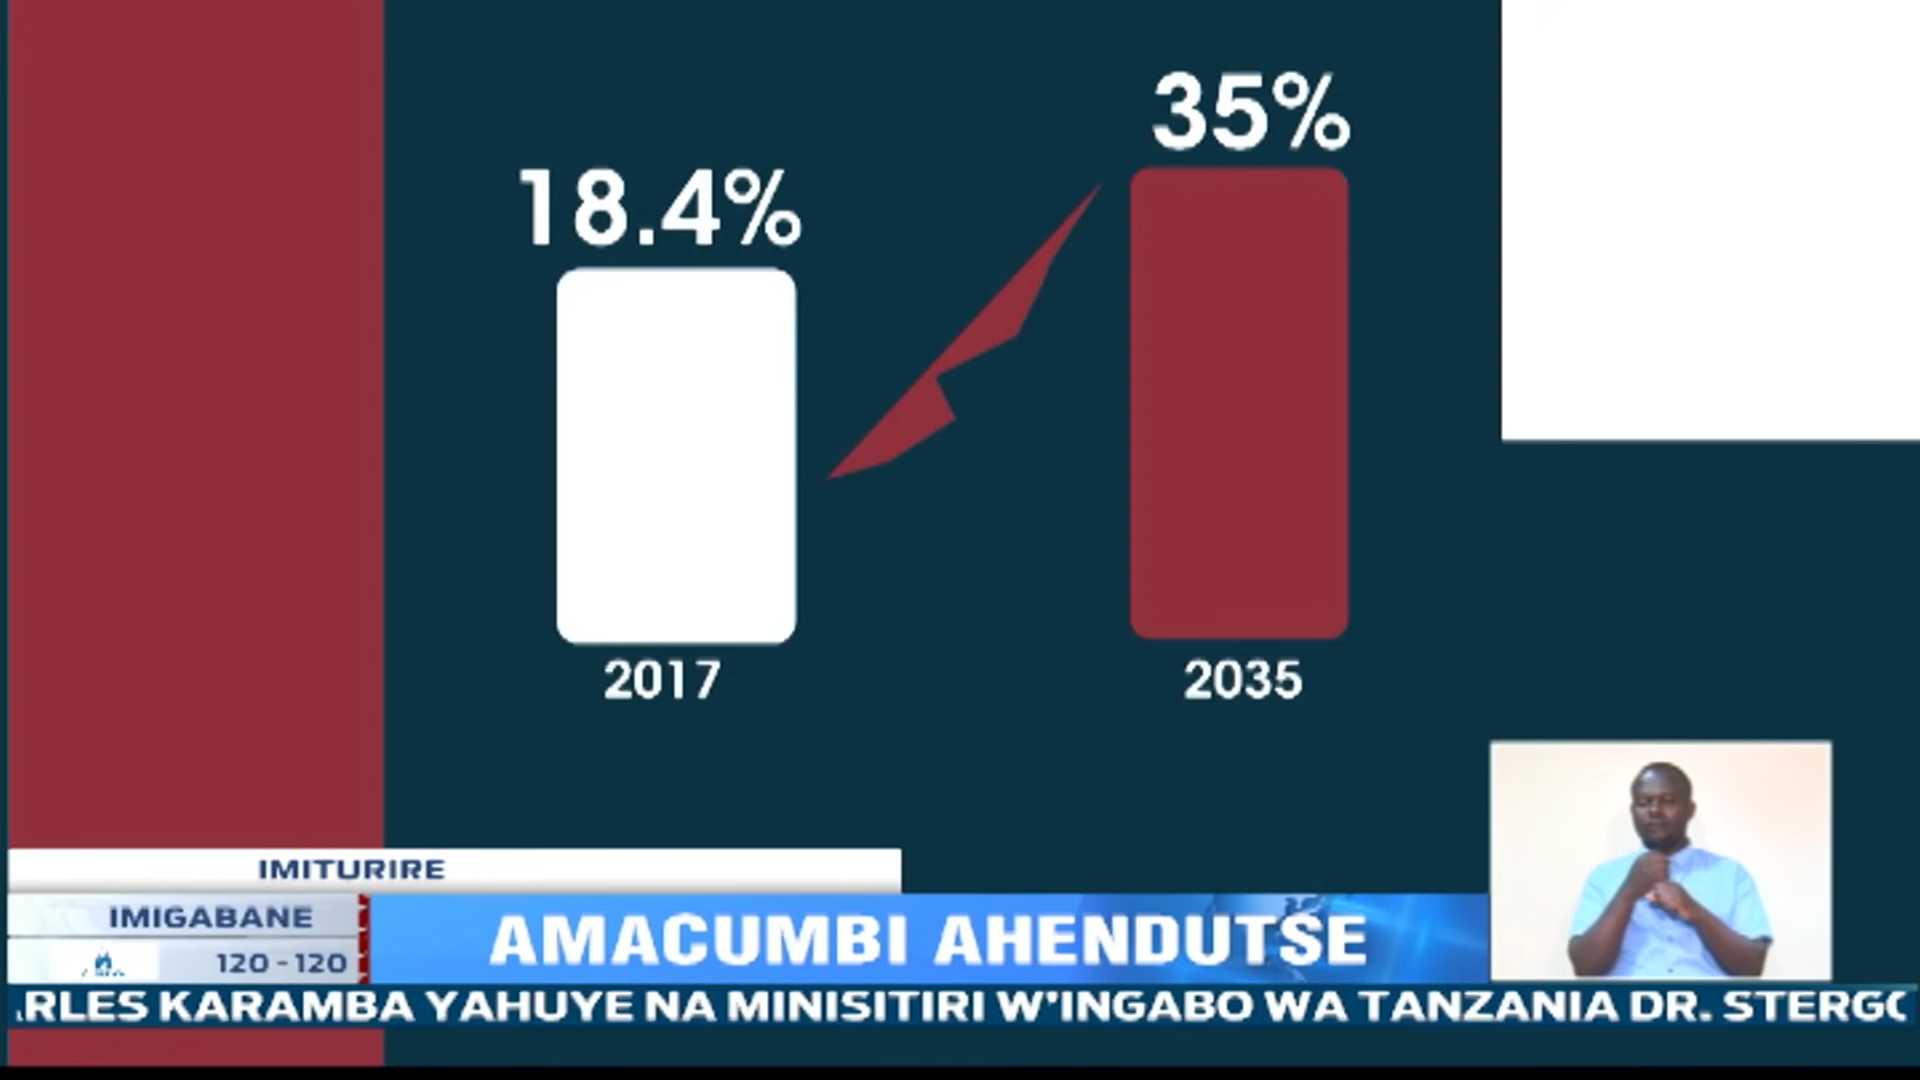 35%
18.4%
2017
2035
IMITURIRE
IMIGABANE
AMACUMBI AHENDUTSE
120 - 120
RLES KARAMBA YAHUYE NA MINISITIRI W'INGABO WA TANZANIA DR. STERGO